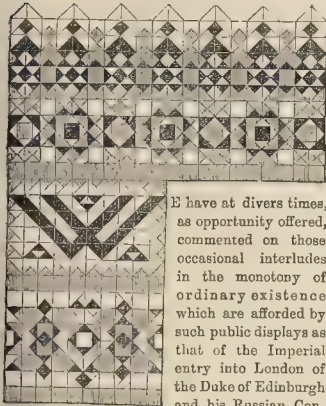 E have at divers times,
as opportunity offered,
commented on those
occasional interludes
in the monotony of
ordinary existence
which are afforded by
such public displays as
that of the Imperial
entry into London of
the Duke of Edinburgh
and his Russian Con-